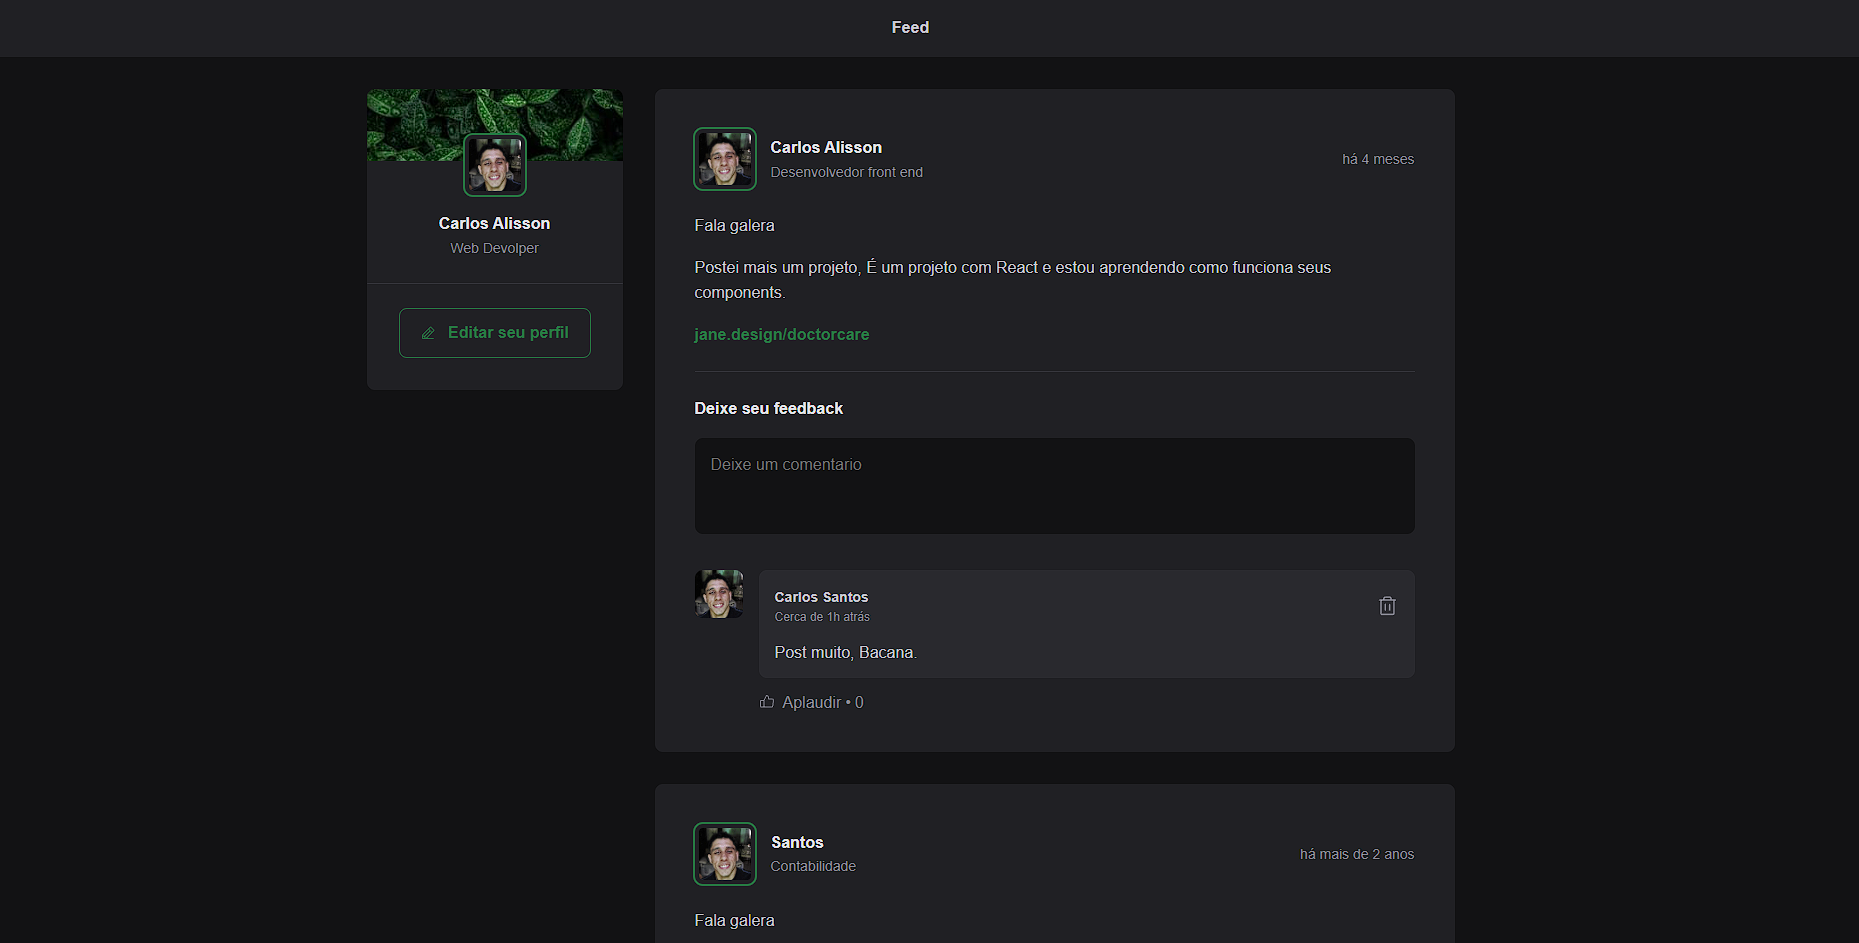 Feed
Carlos Alisson
Web Devolper
Editar seu perfil
Carlos Alisson
Desenvolvedor front end
há 4 meses
Fala galera
Postei mais um projeto, É um projeto com React e estou aprendendo como funciona seus
components.
jane.design/doctorcare
Deixe seu feedback
Deixe um comentario
Carlos Santos
Cerca de 1h atrás
Post muito, Bacana.
Aplaudir • 0
Santos
Contabilidade
há mais de 2 anos
Fala galera